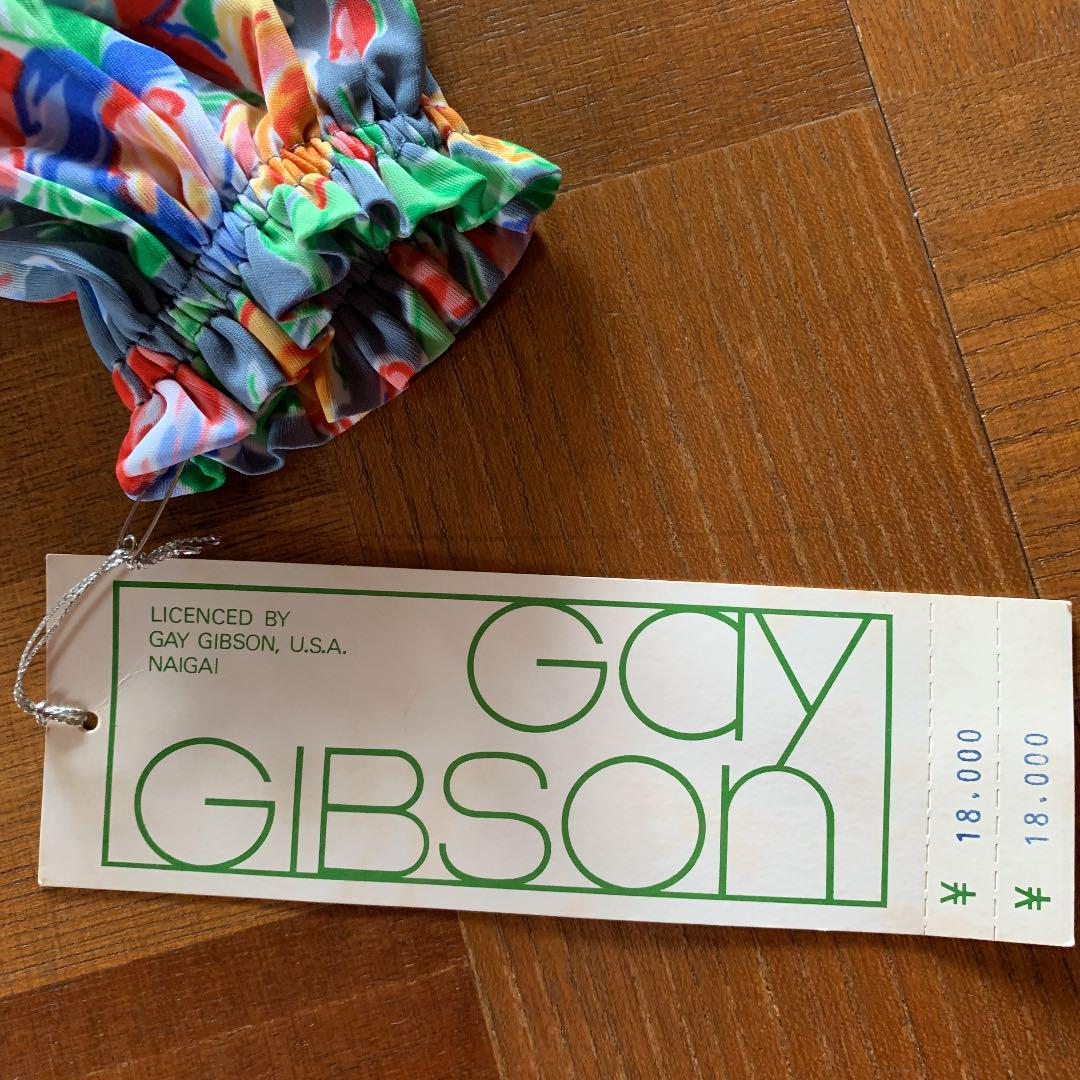 LICENCED BY
GAY GIBSON, U.S.A.
NAIGAI
Gay
GIBSON
¥ 18,000
¥ 18,000